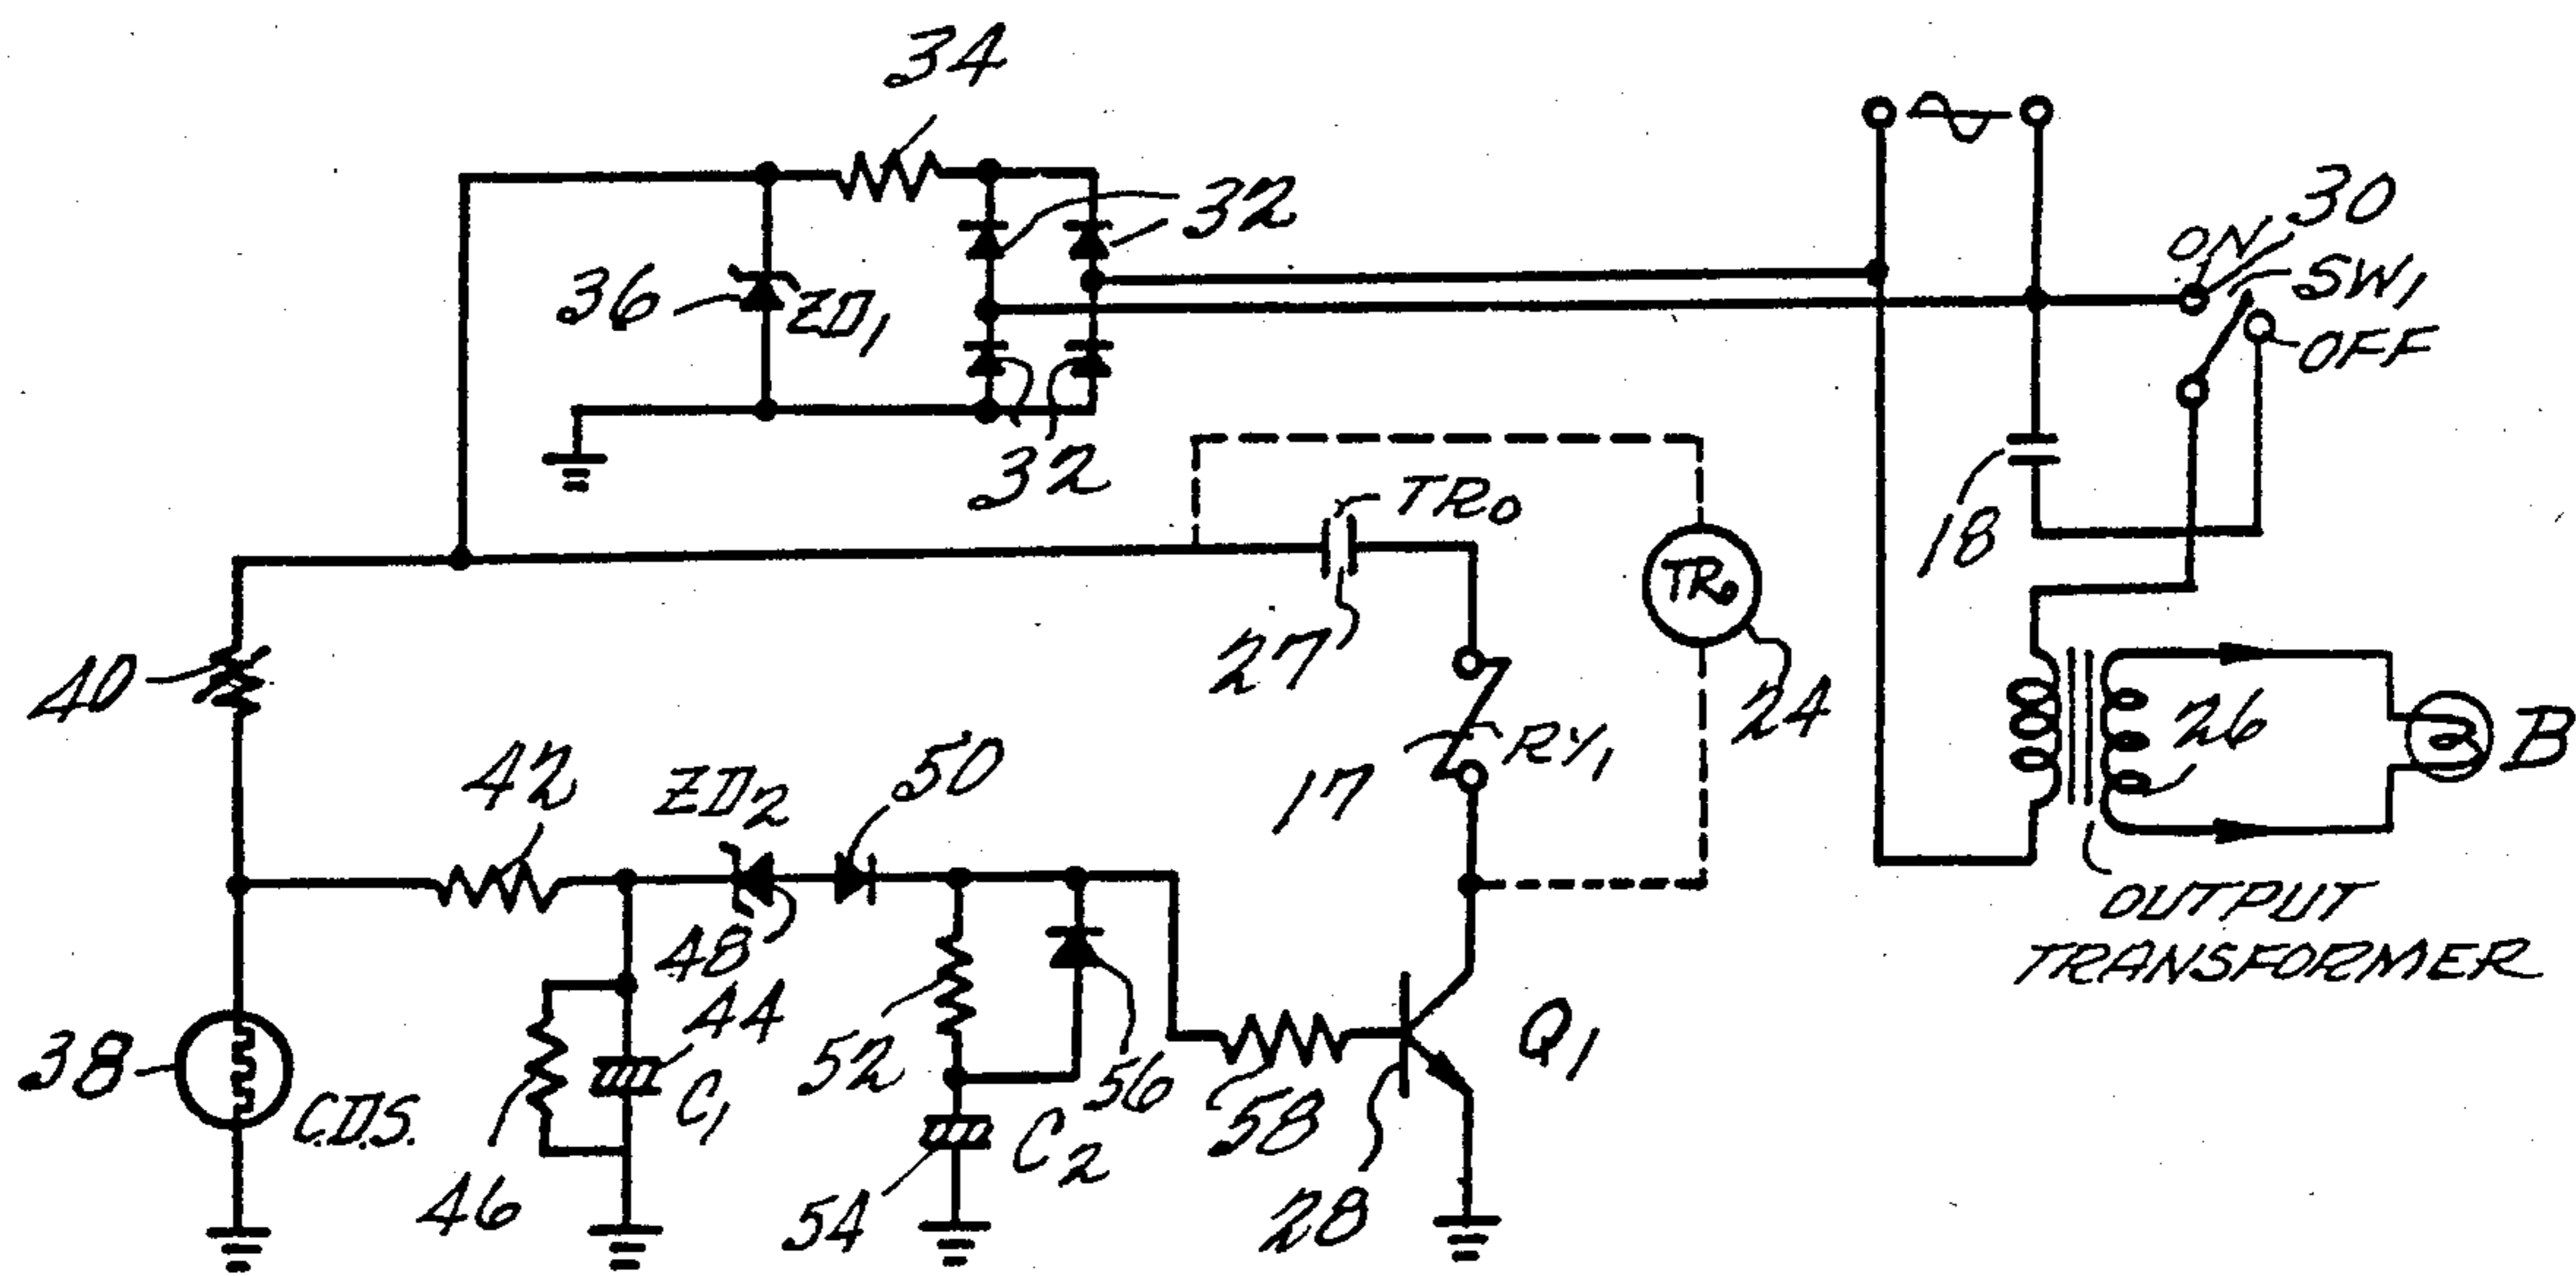 34
30
ON
SW1
OFF
32
36
ZD1
32
TR0
18
27
TR0
24
40
RY1
17
26
B
42
ZD2
50
48
OUTPUT
TRANSFORMER
44
C1
38
C.D.S.
52
56
Q1
46
C2
58
54
28